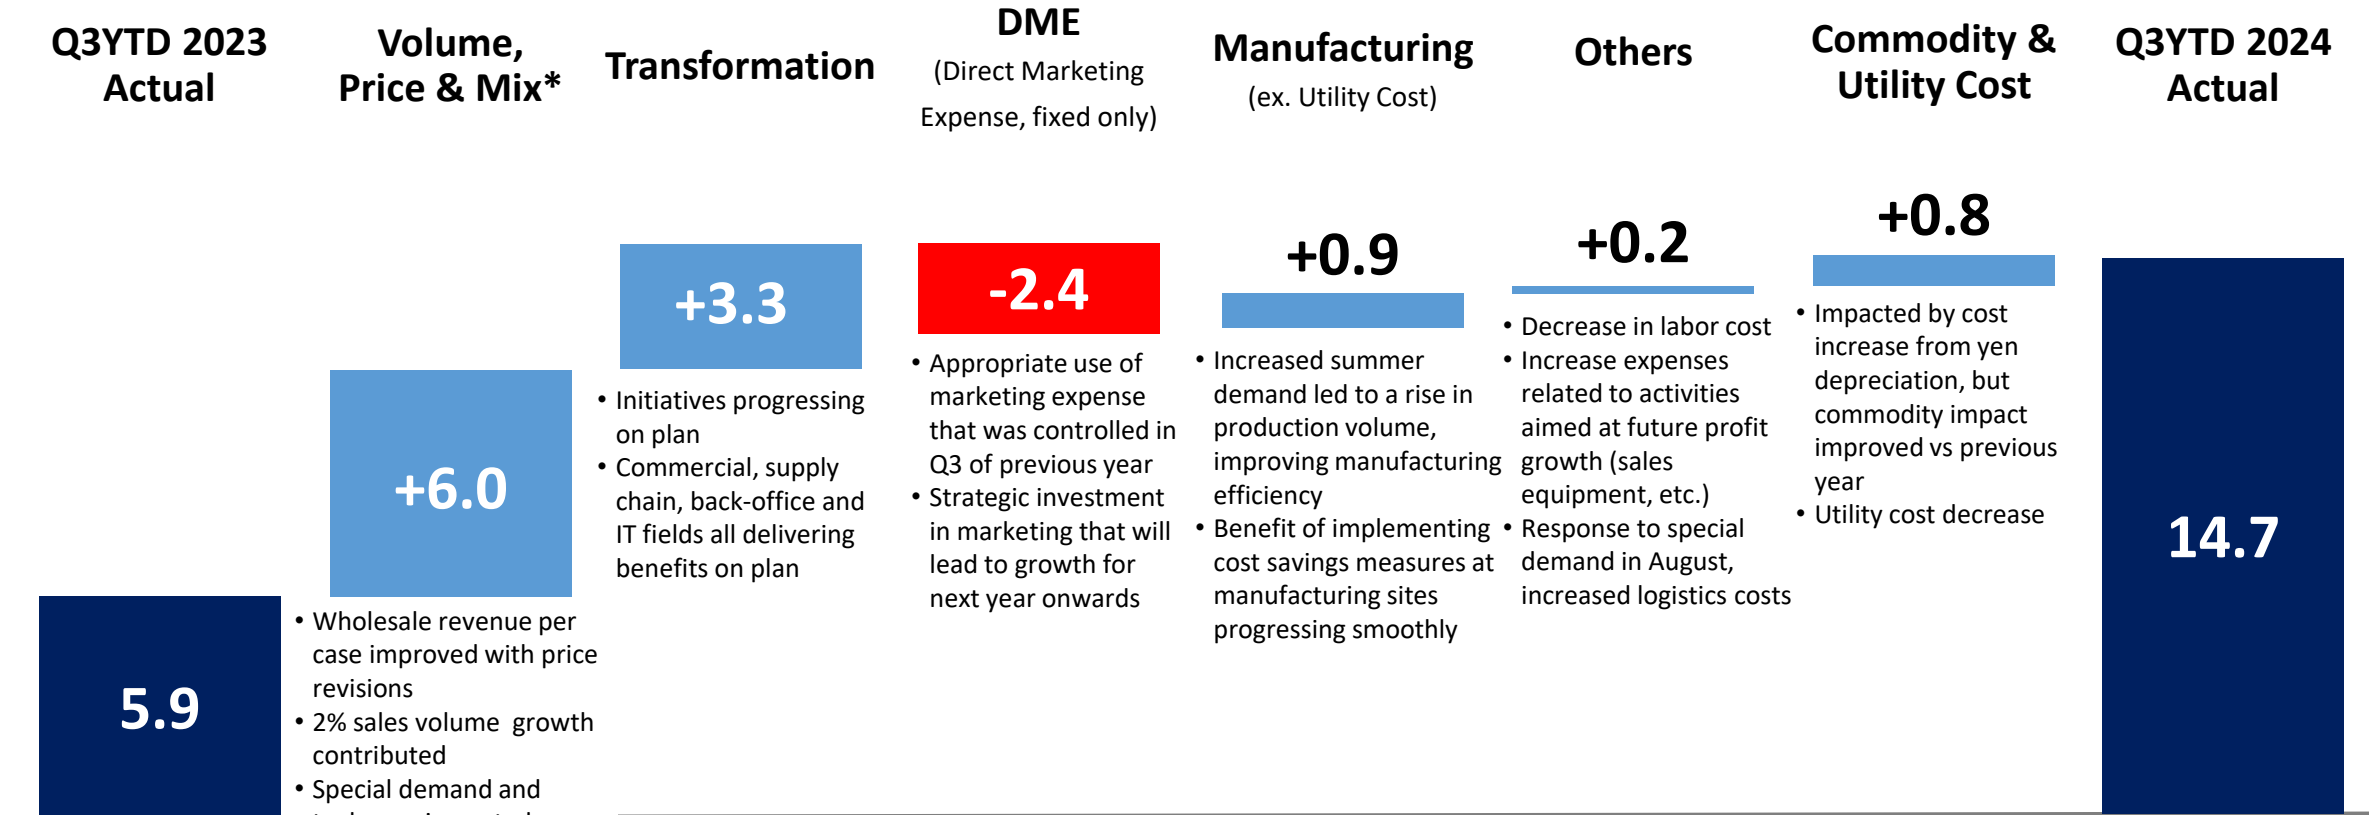 Q3YTD 2023
Actual
Volume,
Price & Mix*
Transformation
DME
(Direct Marketing
Expense, fixed only)
Manufacturing
(ex. Utility Cost)
Others
Commodity &
Utility Cost
Q3YTD 2024
Actual
5.9
+6.0
• Wholesale revenue per
case improved with price
revisions
• 2% sales volume growth
contributed
• Special demand and
+3.3
• Initiatives progressing
on plan
• Commercial, supply
chain, back-office and
IT fields all delivering
benefits on plan
-2.4
• Appropriate use of
marketing expense
that was controlled in
Q3 of previous year
• Strategic investment
in marketing that will
lead to growth for
next year onwards
+0.9
• Increased summer
demand led to a rise in
production volume,
improving manufacturing
efficiency
• Benefit of implementing
cost savings measures at
manufacturing sites
progressing smoothly
+0.2
• Decrease in labor cost
• Increase expenses
related to activities
aimed at future profit
growth (sales
equipment, etc.)
• Response to special
demand in August,
increased logistics costs
+0.8
• Impacted by cost
increase from yen
depreciation, but
commodity impact
improved vs previous
year
• Utility cost decrease
14.7